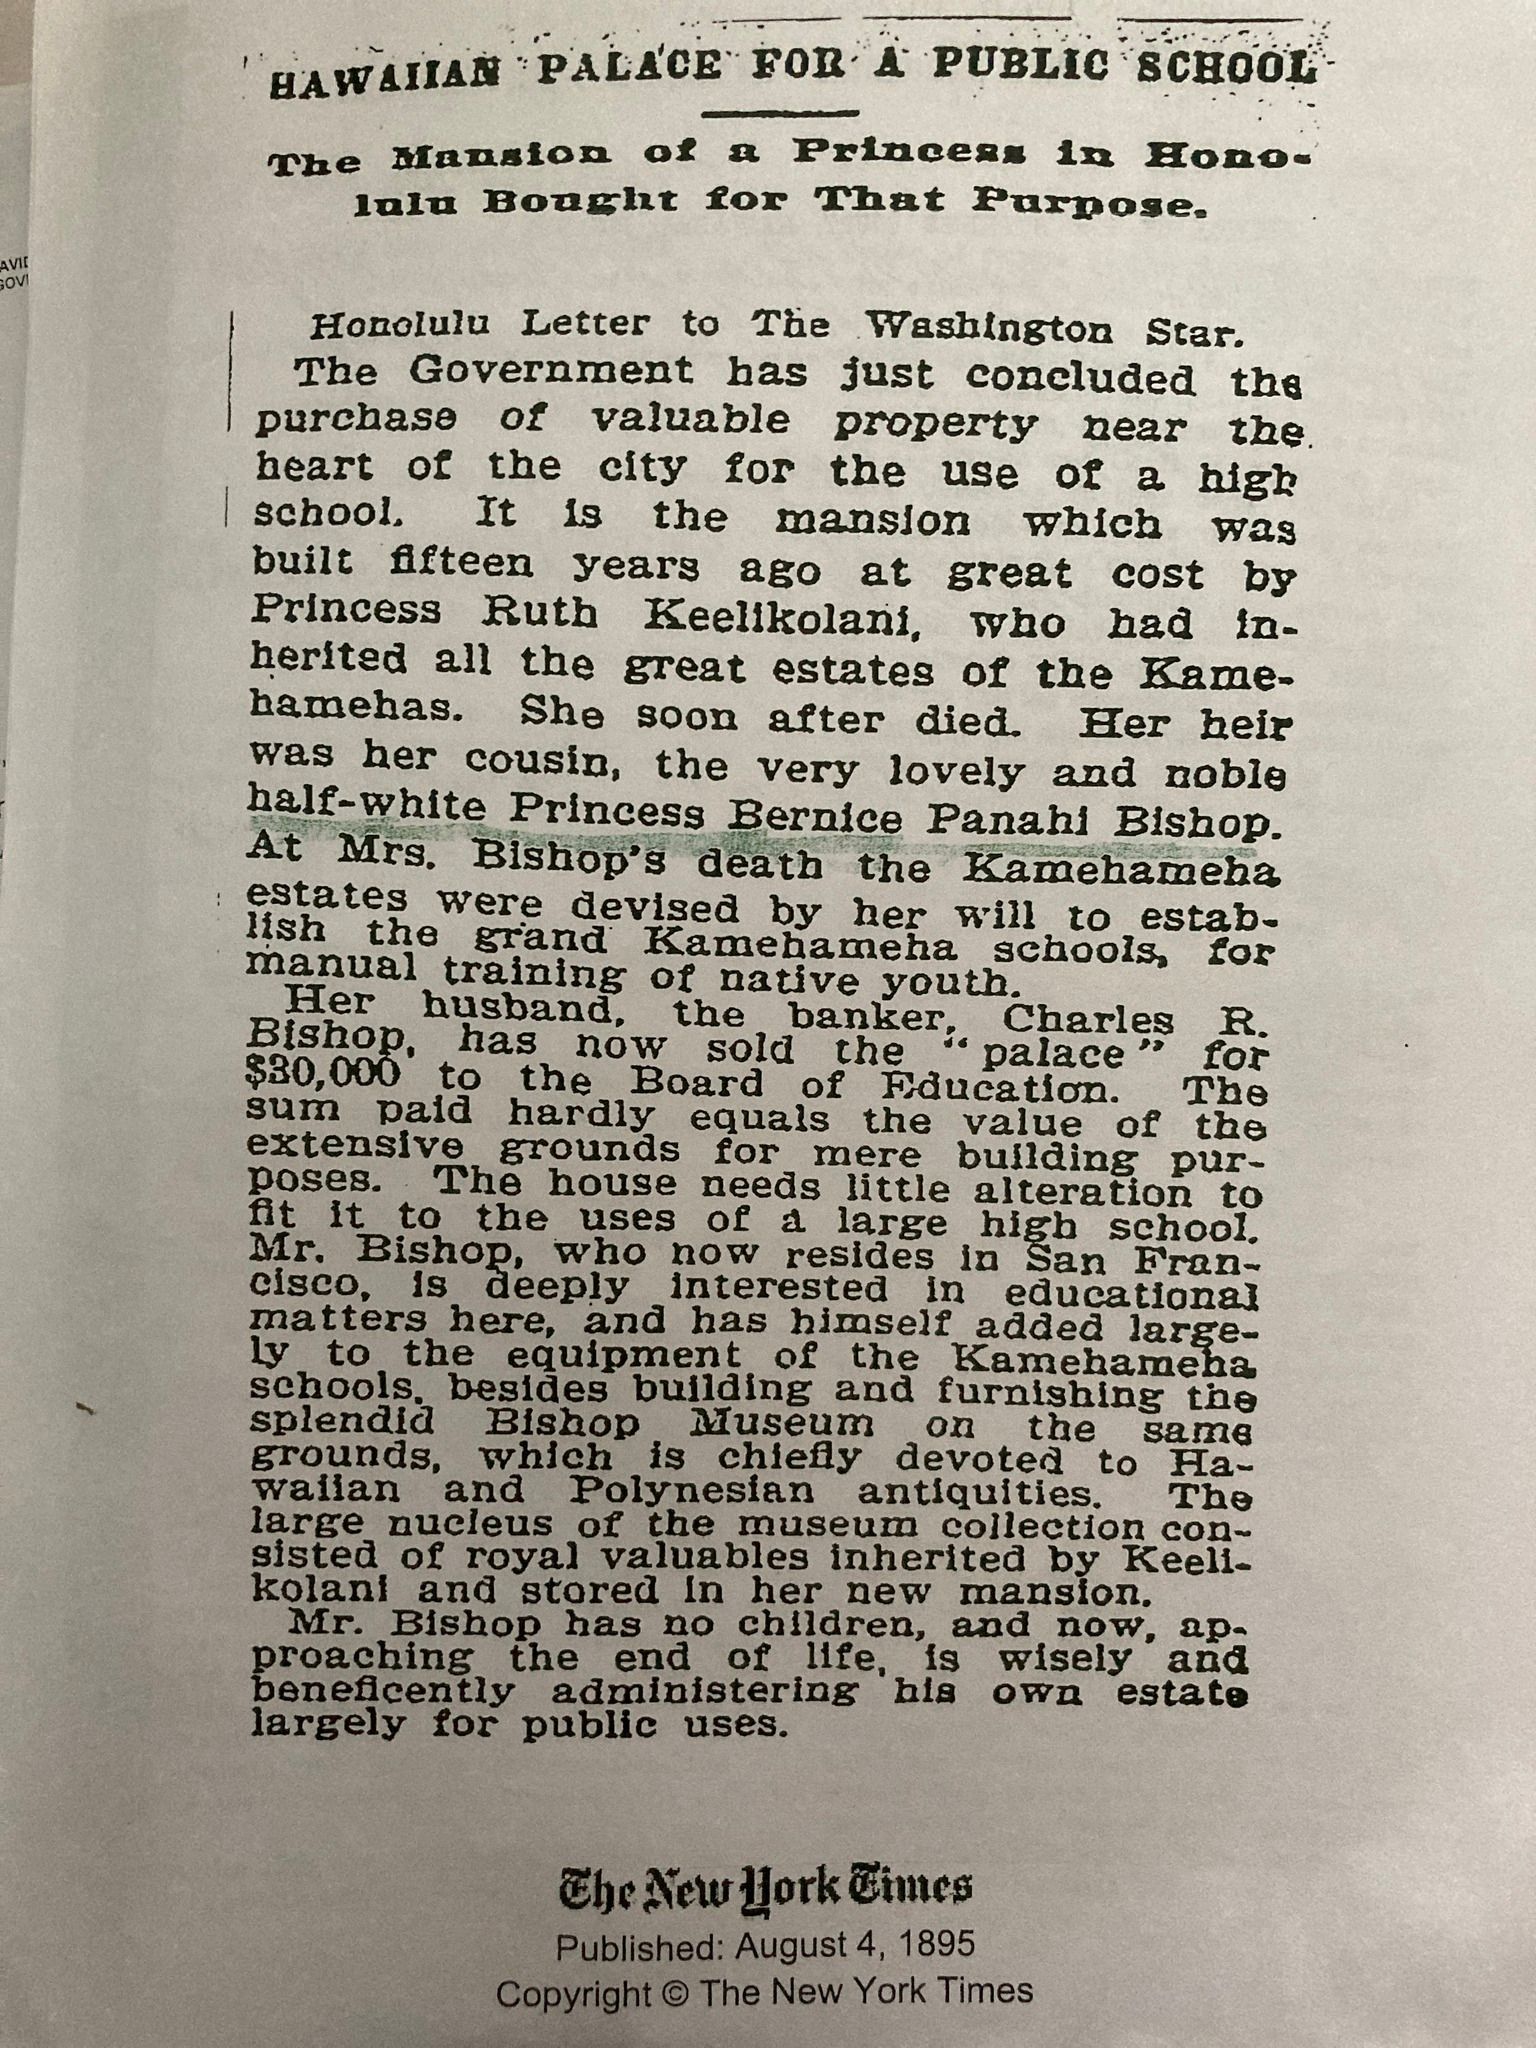 HAWAIIAN PALACE FOR A PUBLIC SCHOOL
The Mansion of a Princess in Hono-
lulu Bought for That Purpose.
Honolulu Letter to The Washington Star.
The Government has just concluded the
purchase of valuable property near the
heart of the city for the use of a high
school. It is the mansion which was
built fifteen years ago at great cost by
Princess Ruth Keelikolani, who had in-
herited all the great estates of the Kame-
hamehas. She soon after died. Her heir
was her cousin, the very lovely and noble
half-white Princess Bernice Panahi Bishop.
At Mrs. Bishop's death the Kamehameha
estates were devised by her will to estab-
lish the grand Kamehameha schools, for
manual training of native youth.
Her husband, the banker, Charles R.
Bishop, has now sold the "palace" for
$30,000 to the Board of Education. The
sum paid hardly equals the value of the
extensive grounds for mere building pur-
poses. The house needs little alteration to
fit it to the uses of a large high school.
Mr. Bishop, who now resides in San Fran-
cisco, is deeply interested in educational
matters here, and has himself added large-
ly to the equipment of the Kamehameha
schools, besides building and furnishing the
splendid Bishop Museum on the same
grounds, which is chiefly devoted to Ha-
waiian and Polynesian antiquities. The
large nucleus of the museum collection con-
sisted of royal valuables inherited by Keeli-
kolani and stored in her new mansion.
Mr. Bishop has no children, and now, ap-
proaching the end of life, is wisely and
beneficently administering his own estate
largely for public uses.
The New York Times
Published: August 4, 1895
Copyright © The New York Times